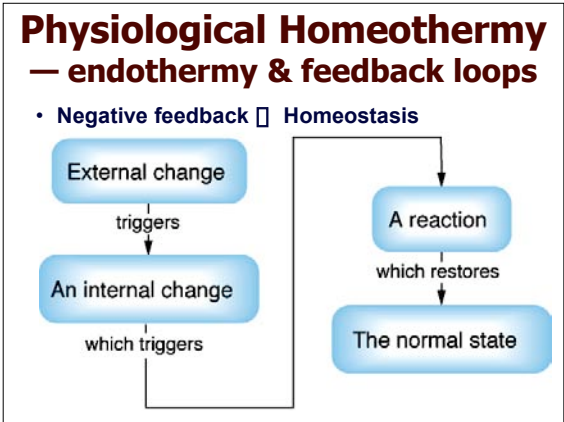 Physiological Homeothermy
— endothermy & feedback loops
• Negative feedback ▯ Homeostasis
External change
triggers
An internal change
which triggers
A reaction
which restores
The normal state